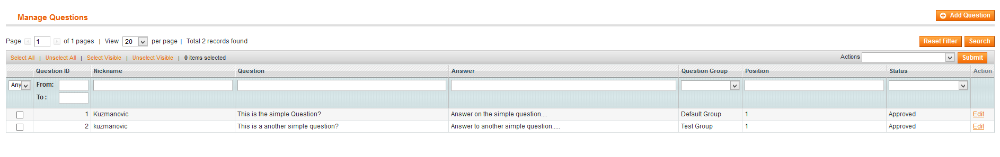 Manage Questions Add Question
Page 1 of 1 pages | View 20 per page | Total 2 records found Reset Filter Search
Select All | Unselect All | Select Visible | Unselect Visible | 0 items selected Actions Submit
Question ID Nickname Question Answer Question Group Position Status Action
Any From:
To :
1 Kuzmanovic This is the simple Question? Answer on the simple question.... Default Group 1 Approved Edit
2 kuzmanovic This is a another simple question? Answer to another simple question..... Test Group 1 Approved Edit